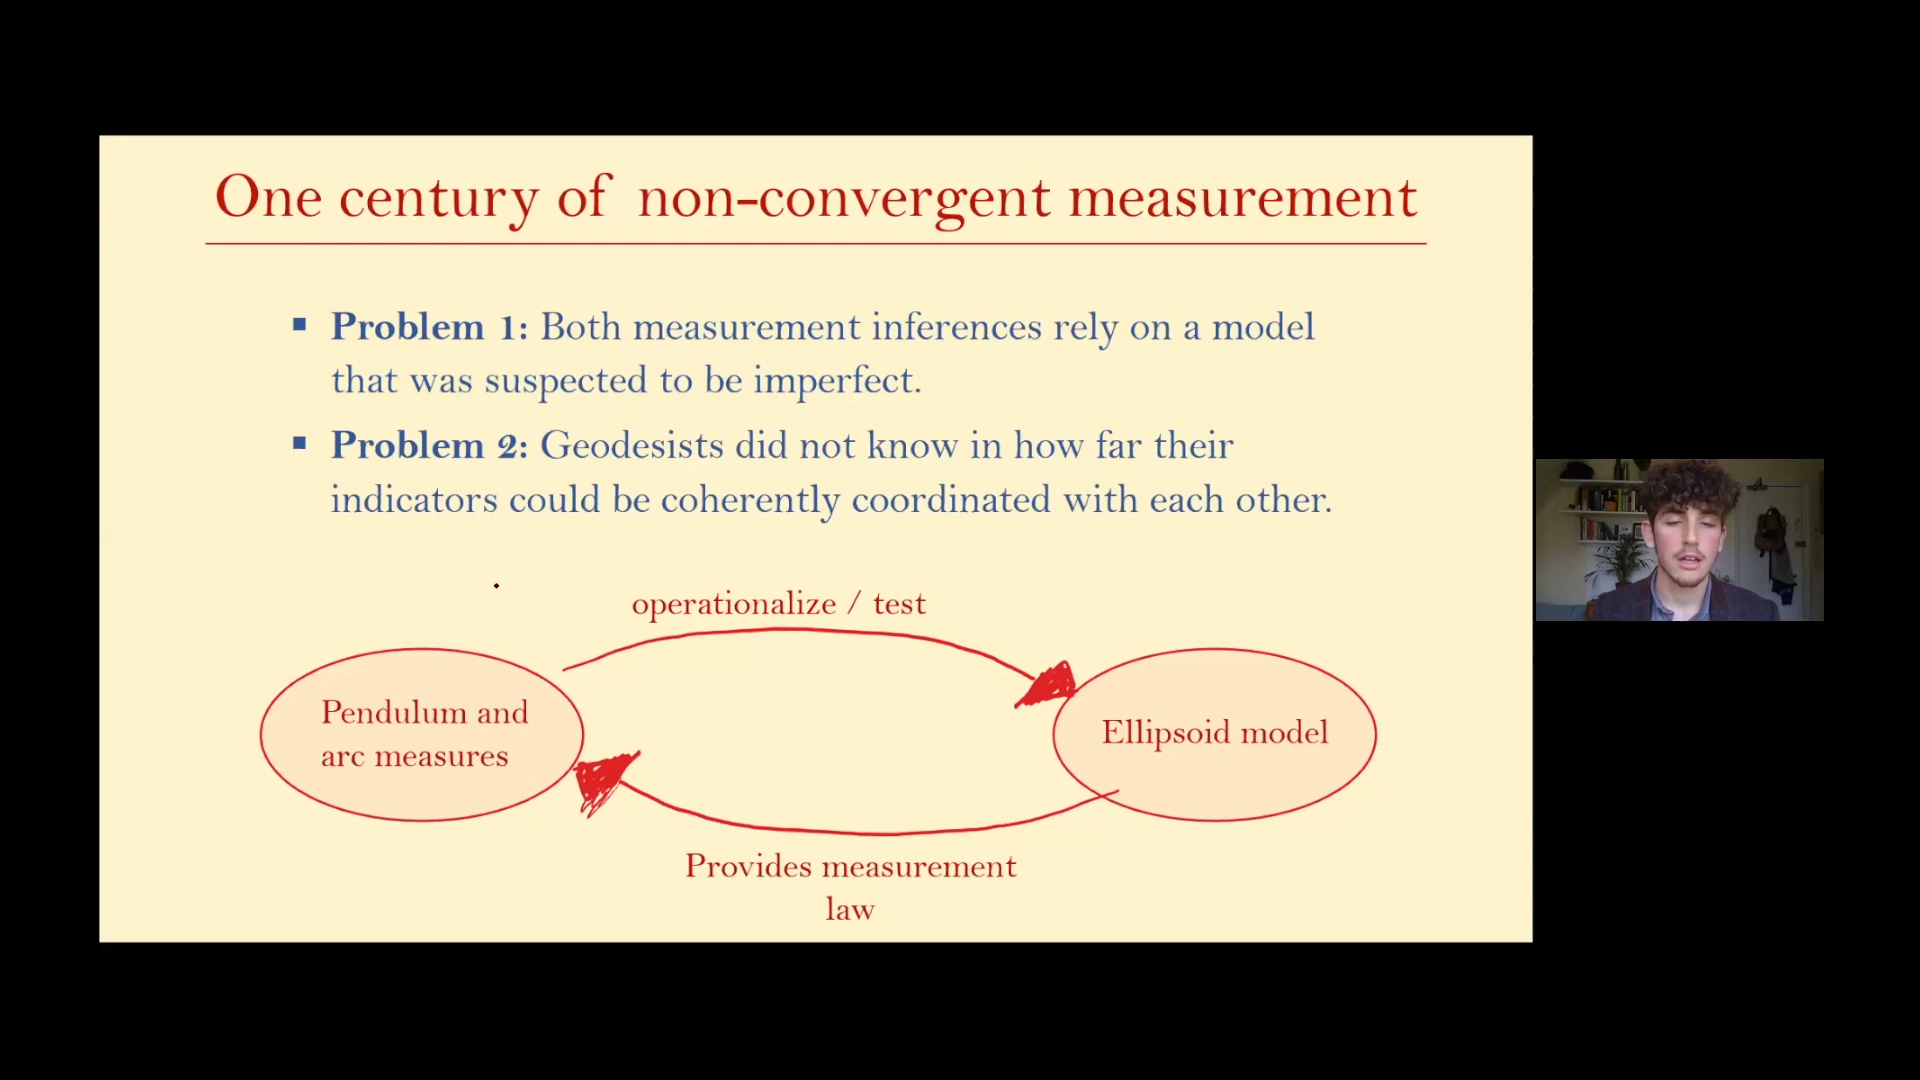 One century of non-convergent measurement
Problem 1: Both measurement inferences rely on a model
that was suspected to be imperfect.
Problem 2: Geodesists did not know in how far their
indicators could be coherently coordinated with each other.
operationalize / test
Pendulum and
arc measures
Ellipsoid model
Provides measurement
law